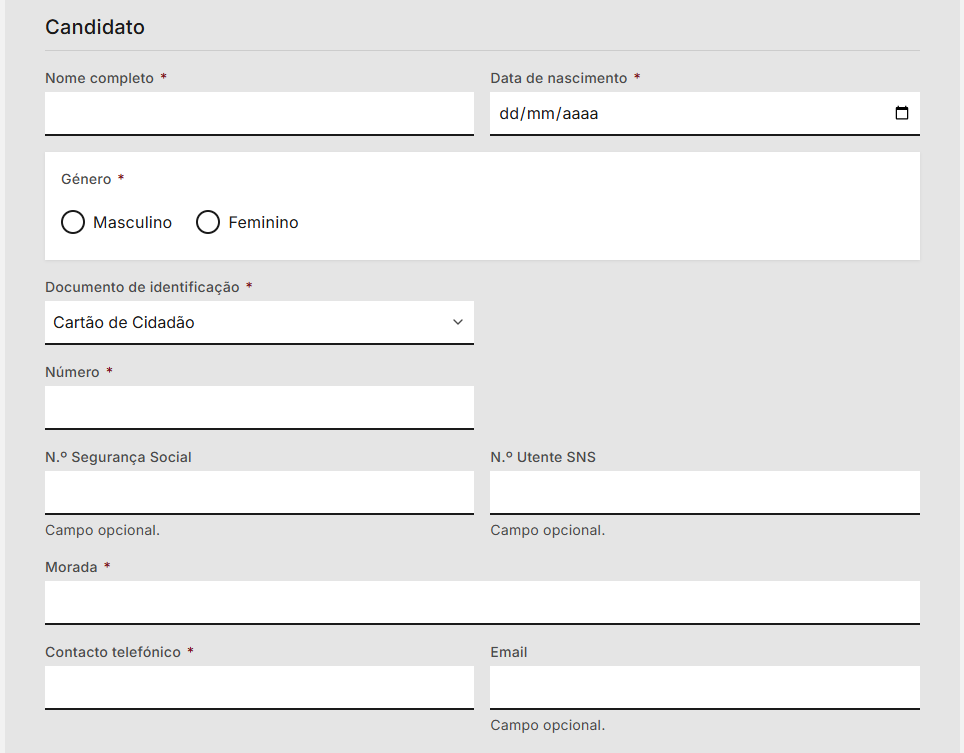 Candidato
Nome completo * Data de nascimento *
dd/mm/aaaa
Género *
Masculino Feminino
Documento de identificação *
Cartão de Cidadão
Número *
N.º Segurança Social N.º Utente SNS
Campo opcional. Campo opcional.
Morada *
Contacto telefónico * Email
Campo opcional.